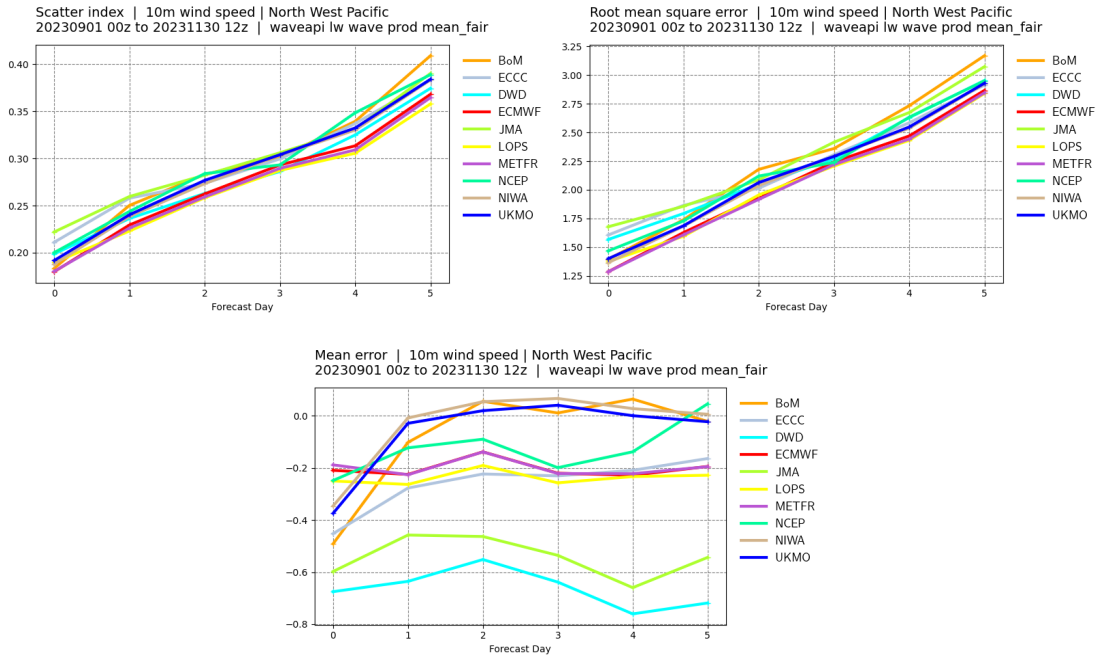 Scatter index | 10m wind speed | North West Pacific
20230901 00z to 20231130 12z | waveapi lw wave prod mean_fair
0.40
0.35
0.30
0.25
0.20
0
1
2
3
4
5
Forecast Day
BoM
ECCC
DWD
ECMWF
JMA
LOPS
METFR
NCEP
NIWA
UKMO
Root mean square error | 10m wind speed | North West Pacific
20230901 00z to 20231130 12z | waveapi lw wave prod mean_fair
3.25
3.00
2.75
2.50
2.25
2.00
1.75
1.50
1.25
0
1
2
3
4
5
Forecast Day
BoM
ECCC
DWD
ECMWF
JMA
LOPS
METFR
NCEP
NIWA
UKMO
Mean error | 10m wind speed | North West Pacific
20230901 00z to 20231130 12z | waveapi lw wave prod mean_fair
0.0
−0.2
−0.4
−0.6
−0.8
0
1
2
3
4
5
Forecast Day
BoM
ECCC
DWD
ECMWF
JMA
LOPS
METFR
NCEP
NIWA
UKMO